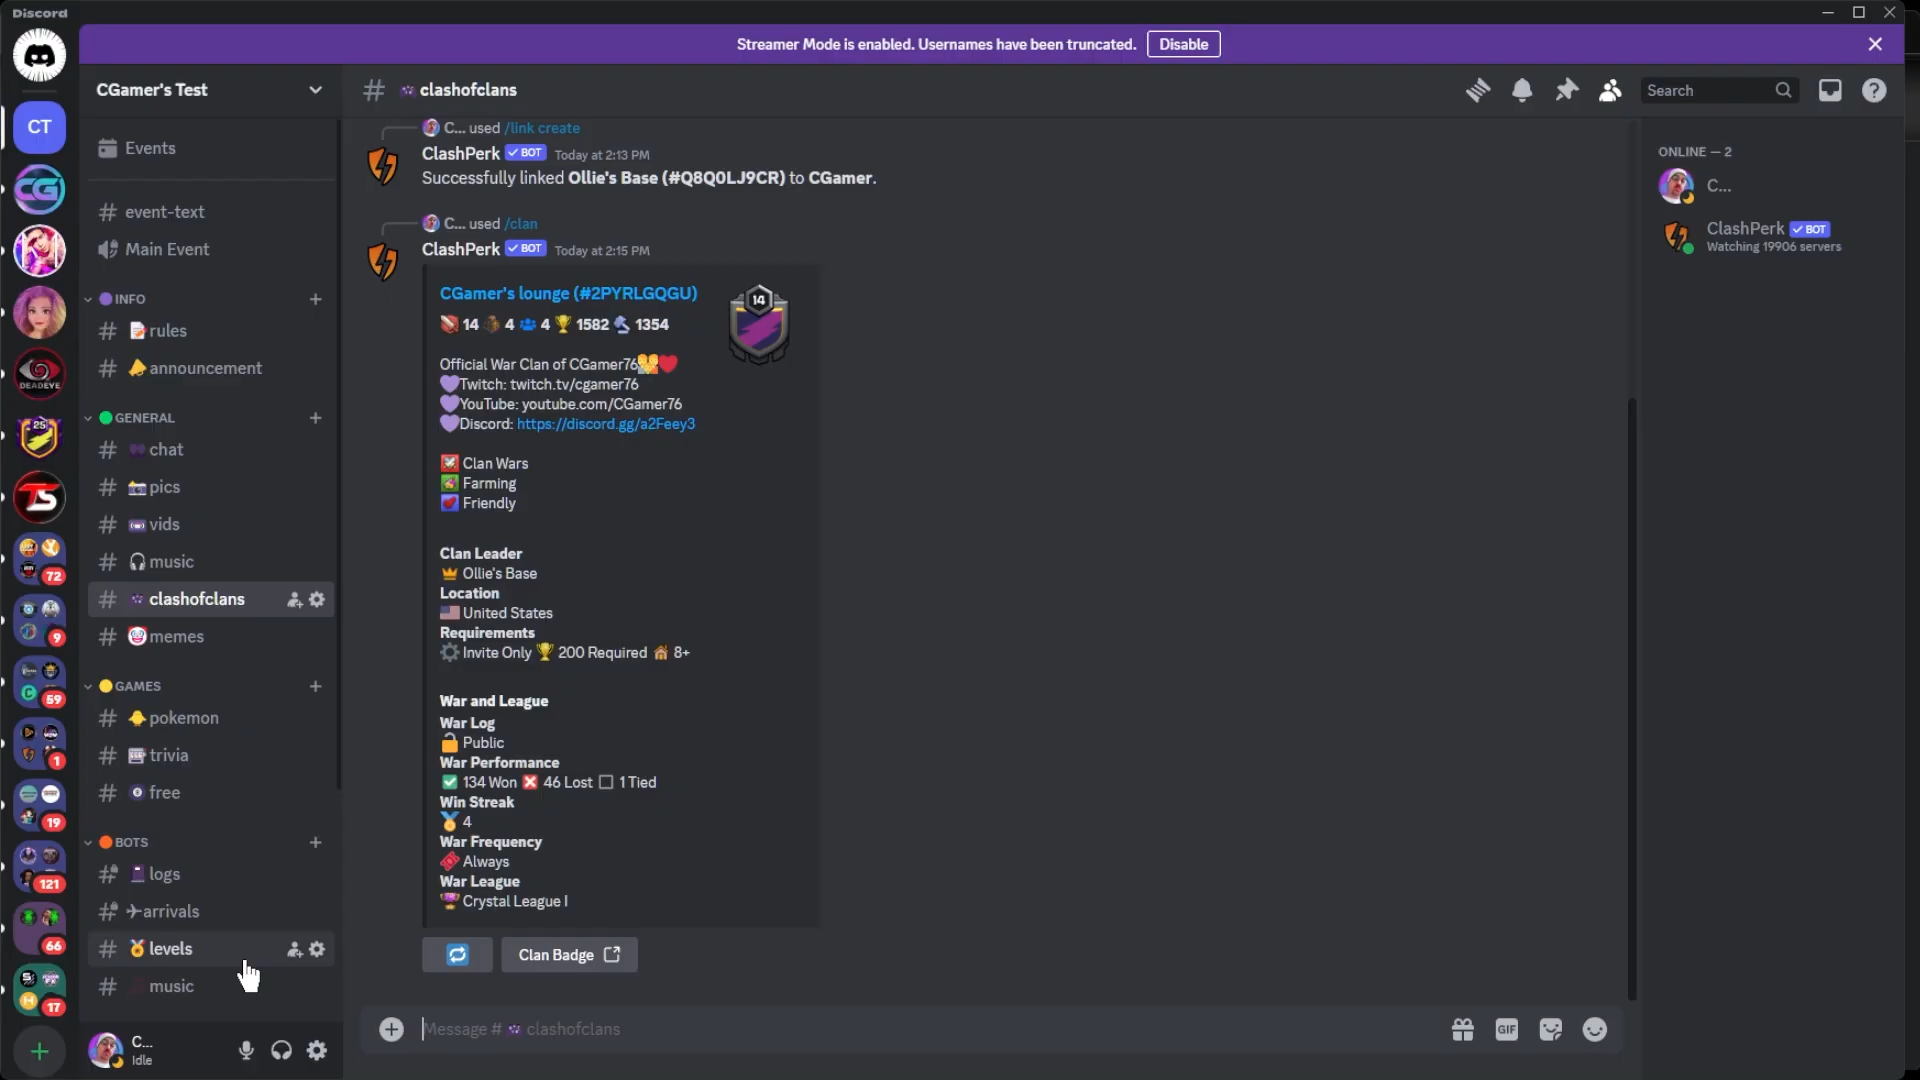 Discord
Streamer Mode is enabled. Usernames have been truncated. Disable
CT
CG
DEADEYE
25
TS
72
9
59
1
19
121
66
17
CGamer's Test
Events
event-text
Main Event
INFO
rules
announcement
GENERAL
chat
pics
vids
music
clashofclans
memes
GAMES
pokemon
trivia
free
BOTS
logs
arrivals
levels
music
C...
Idle
# clashofclans
Search
C... used /link create
ClashPerk BOT Today at 2:13 PM
Successfully linked Ollie's Base (#Q8Q0LJ9CR) to CGamer.
C... used /clan
ClashPerk BOT Today at 2:15 PM
CGamer's lounge (#2PYRLGQGU)
14 4 4 1582 1354
14
Official War Clan of CGamer76
Twitch: twitch.tv/cgamer76
YouTube: youtube.com/CGamer76
Discord: https://discord.gg/a2Feey3
Clan Wars
Farming
Friendly
Clan Leader
Ollie's Base
Location
United States
Requirements
Invite Only 200 Required 8+
War and League
War Log
Public
War Performance
134 Won 46 Lost 1 Tied
Win Streak
4
War Frequency
Always
War League
Crystal League I
Clan Badge
Message # clashofclans
GIF
ONLINE — 2
C...
ClashPerk BOT
Watching 19906 servers